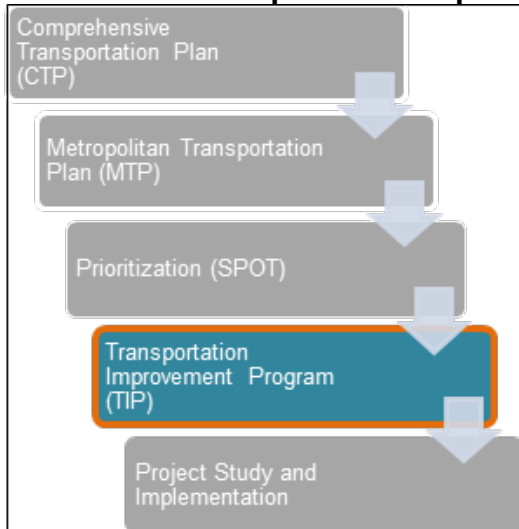 Comprehensive
Transportation Plan
(CTP)
Metropolitan Transportation
Plan (MTP)
Prioritization (SPOT)
Transportation
Improvement Program
(TIP)
Project Study and
Implementation